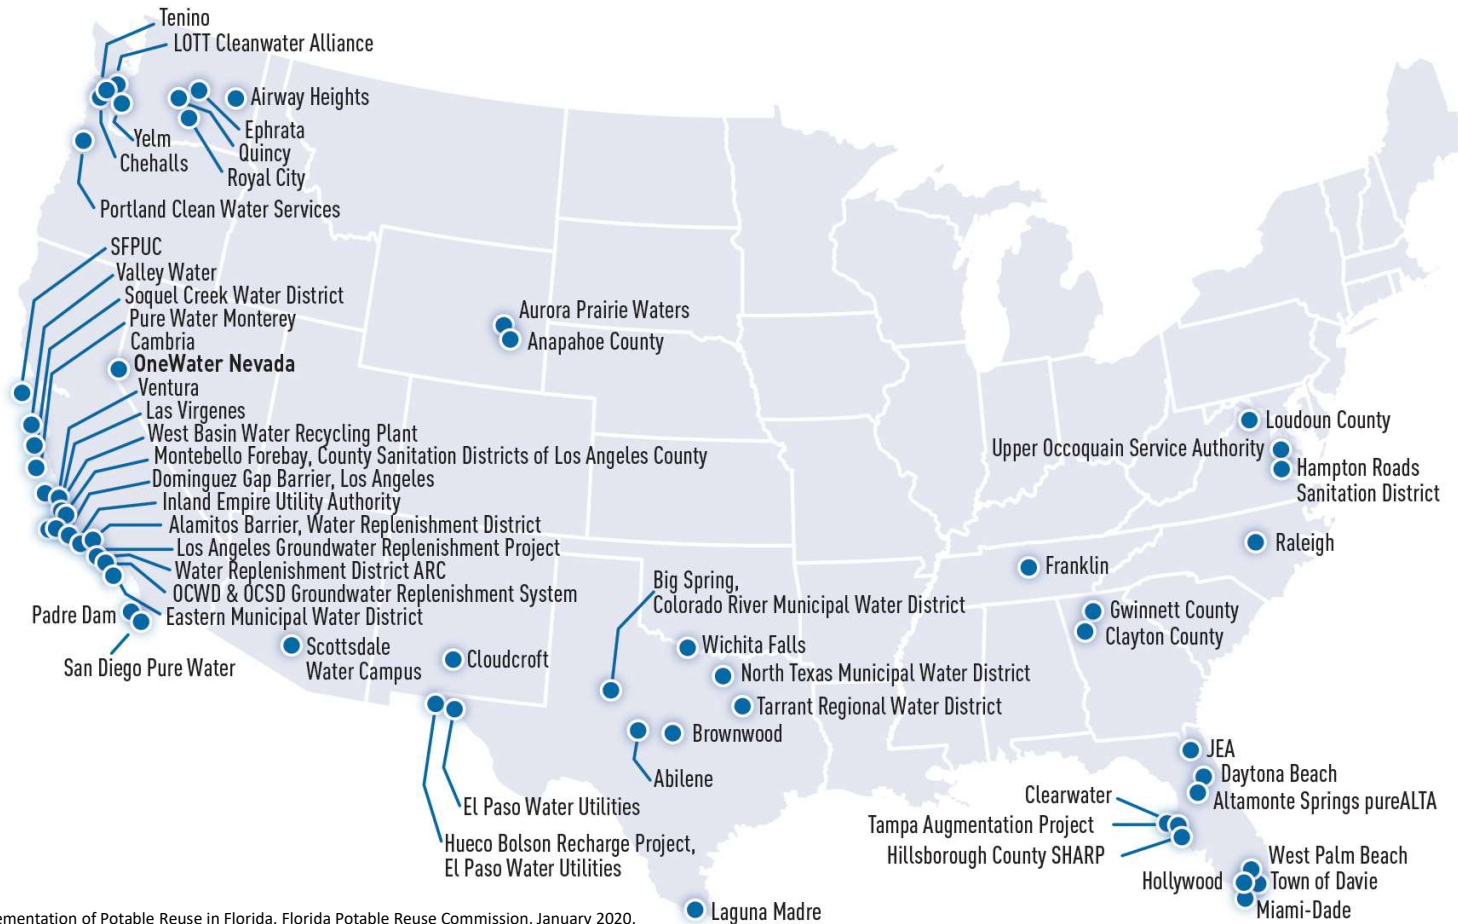 Tenino
LOTT Cleanwater Alliance
Airway Heights
Ephrata
Yelm
Quincy
Chehalls
Royal City
Portland Clean Water Services
SFPUC
Valley Water
Soquel Creek Water District
Pure Water Monterey
Cambria
OneWater Nevada
Ventura
Las Virgenes
West Basin Water Recycling Plant
Montebello Forebay, County Sanitation Districts of Los Angeles County
Dominguez Gap Barrier, Los Angeles
Inland Empire Utility Authority
Alamitos Barrier, Water Replenishment District
Los Angeles Groundwater Replenishment Project
Water Replenishment District ARC
OCWD & OCSD Groundwater Replenishment System
Eastern Municipal Water District
Padre Dam
San Diego Pure Water
Scottsdale
Water Campus
Cloudcroft
Aurora Prairie Waters
Anapahoe County
Big Spring,
Colorado River Municipal Water District
Wichita Falls
North Texas Municipal Water District
Tarrant Regional Water District
Brownwood
Abilene
El Paso Water Utilities
Hueco Bolson Recharge Project,
El Paso Water Utilities
Laguna Madre
Loudoun County
Upper Occoquain Service Authority
Hampton Roads
Sanitation District
Raleigh
Franklin
Gwinnett County
Clayton County
JEA
Daytona Beach
Altamonte Springs pureALTA
Clearwater
Tampa Augmentation Project
Hillsborough County SHARP
West Palm Beach
Hollywood
Town of Davie
Miami-Dade
ementation of Potable Reuse in Florida. Florida Potable Reuse Commission. January 2020.